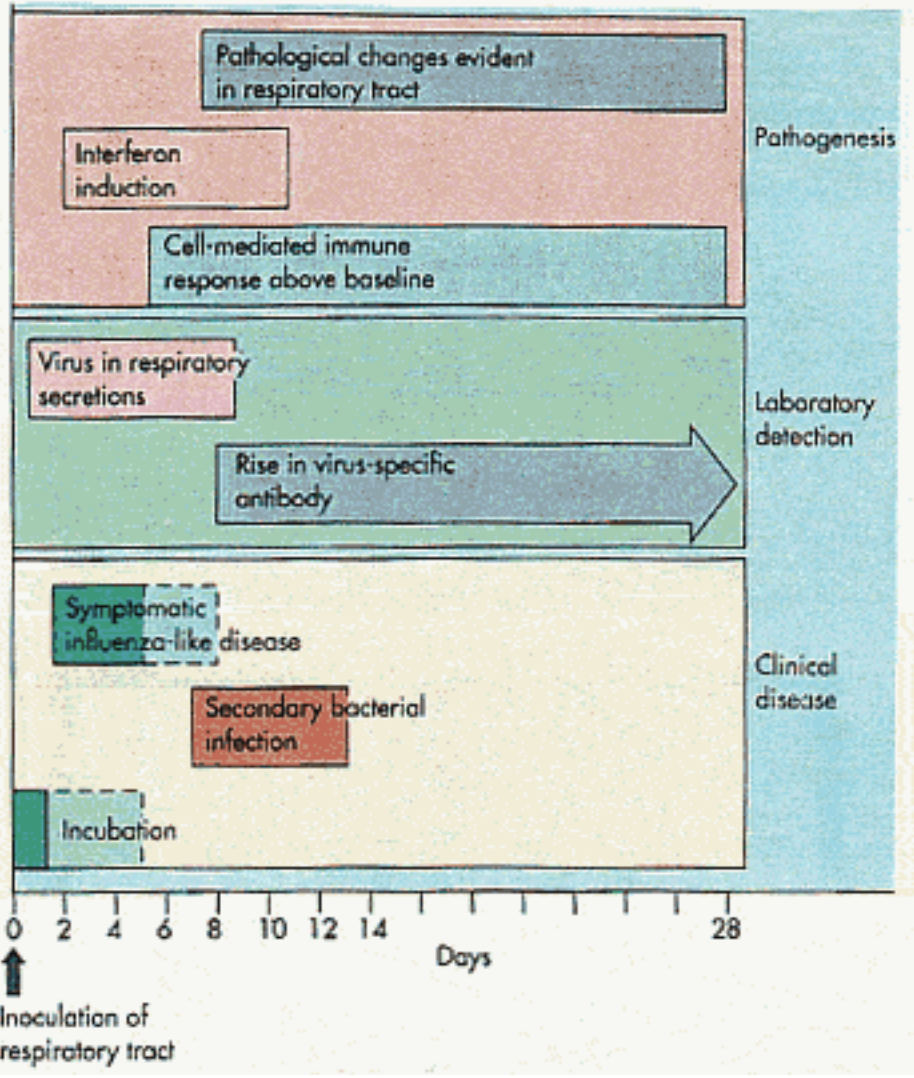 Pathological changes evident
in respiratory tract
Pathogenesis
Interferon
induction
Cell-mediated immune
response above baseline
Virus in respiratory
secretions
Laboratory
detection
Rise in virus-specific
antibody
Symptomatic
influenza-like disease
Clinical
disease
Secondary bacterial
infection
Incubation
0 2 4 6 8 10 12 14 28
Days
Inoculation of
respiratory tract